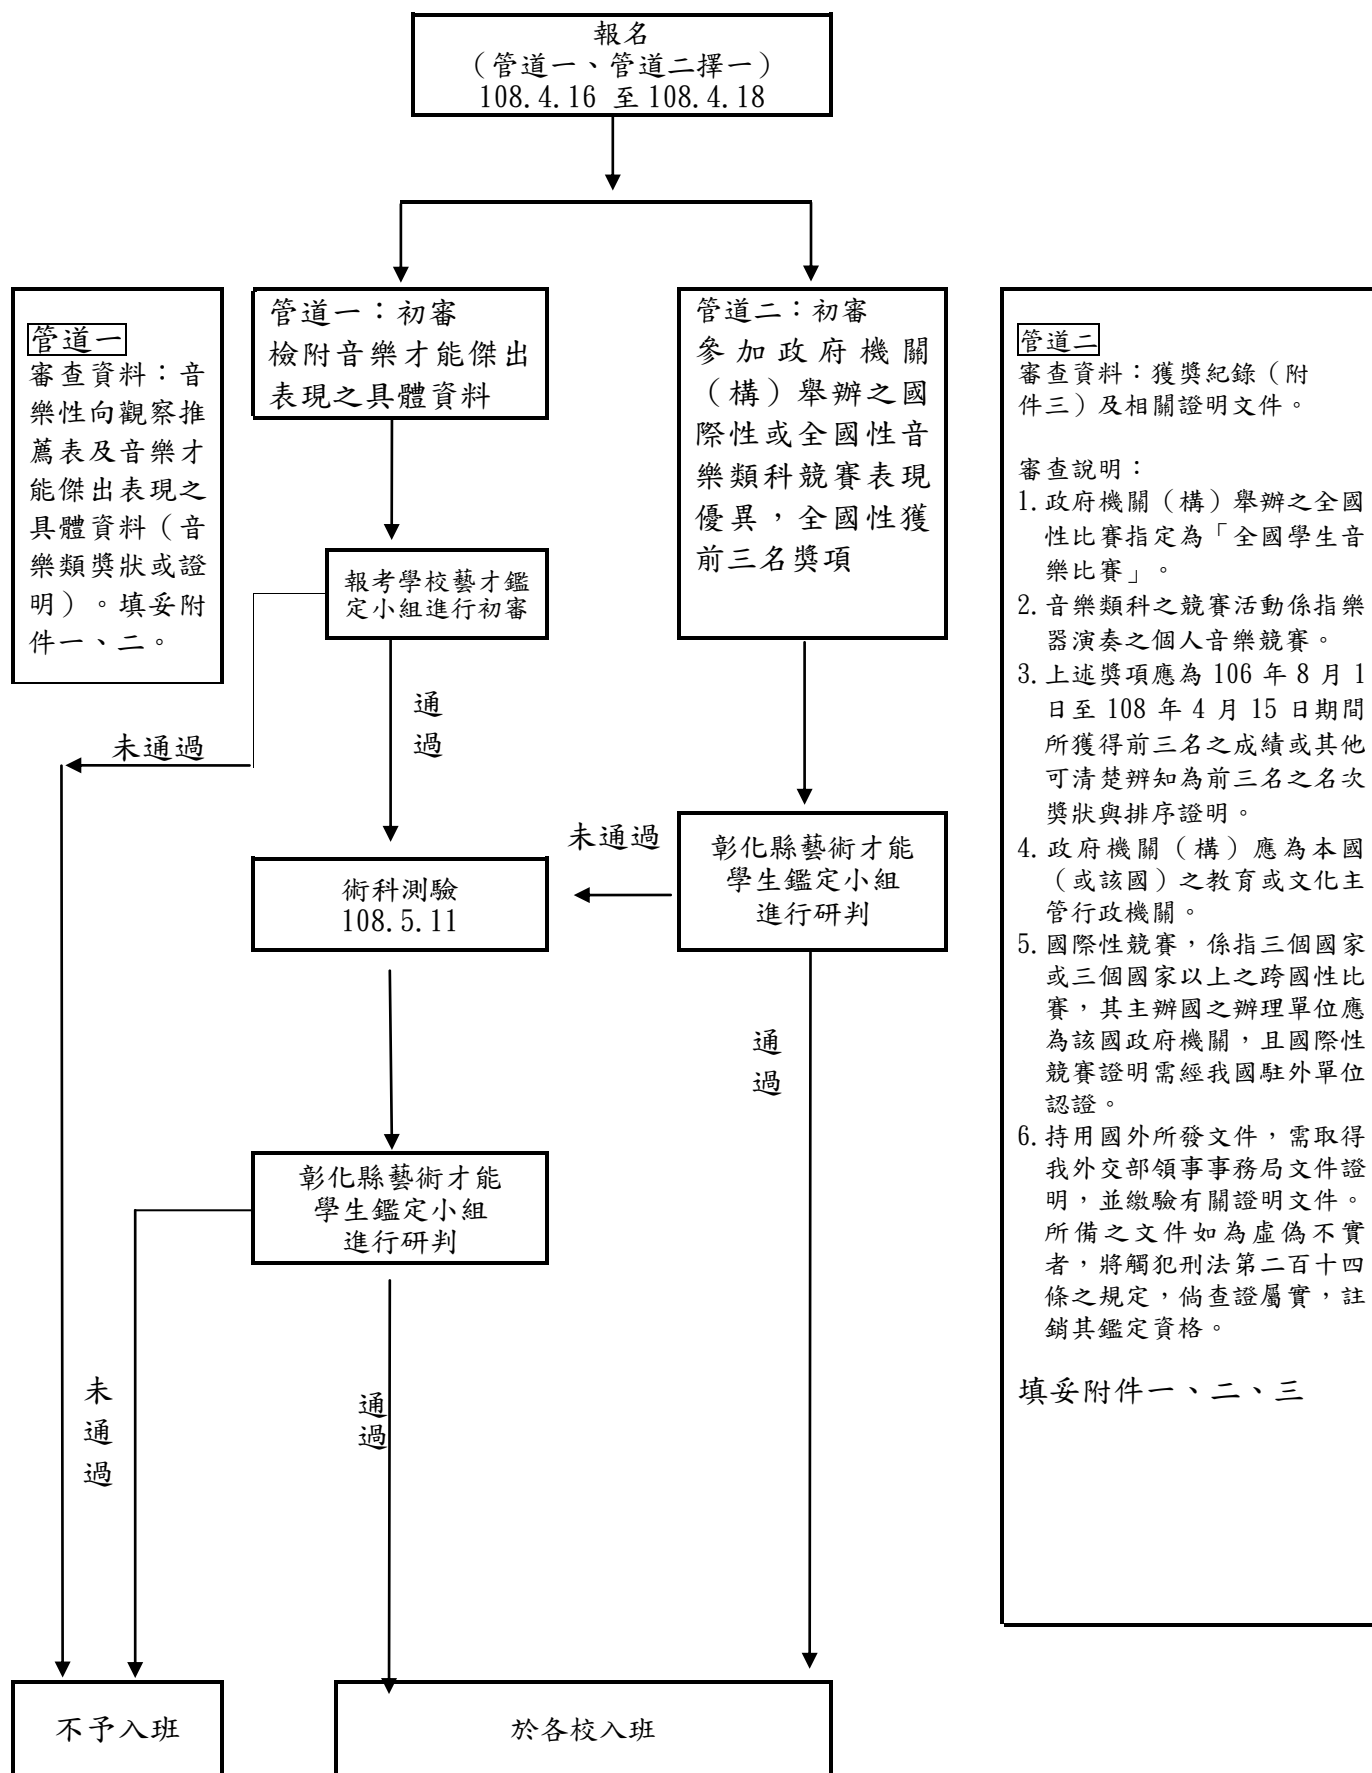 報名
（管道一、管道二擇一）
108.4.16 至 108.4.18
管道一
審查資料：音
樂性向觀察推
薦表及音樂才
能傑出表現之
具體資料（音
樂類獎狀或證
明）。填妥附
件一、二。
管道一：初審
檢附音樂才能傑出
表現之具體資料
管道二：初審
參加政府機關
（構）舉辦之國
際性或全國性音
樂類科競賽表現
優異，全國性獲
前三名獎項
報考學校藝才鑑
定小組進行初審
通
過
未通過
未通過
術科測驗
108.5.11
彰化縣藝術才能
學生鑑定小組
進行研判
通
過
彰化縣藝術才能
學生鑑定小組
進行研判
未
通
過
通
過
不予入班
於各校入班
管道二
審查資料：獲獎紀錄（附
件三）及相關證明文件。
審查說明：
1.政府機關（構）舉辦之全國
性比賽指定為「全國學生音
樂比賽」。
2.音樂類科之競賽活動係指樂
器演奏之個人音樂競賽。
3.上述獎項應為 106 年 8 月 1
日至 108 年 4 月 15 日期間
所獲得前三名之成績或其他
可清楚辨知為前三名之名次
獎狀與排序證明。
4.政府機關（構）應為本國
（或該國）之教育或文化主
管行政機關。
5.國際性競賽，係指三個國家
或三個國家以上之跨國性比
賽，其主辦國之辦理單位應
為該國政府機關，且國際性
競賽證明需經我國駐外單位
認證。
6.持用國外所發文件，需取得
我外交部領事事務局文件證
明，並繳驗有關證明文件。
所備之文件如為虛偽不實
者，將觸犯刑法第二百十四
條之規定，倘查證屬實，註
銷其鑑定資格。
填妥附件一、二、三